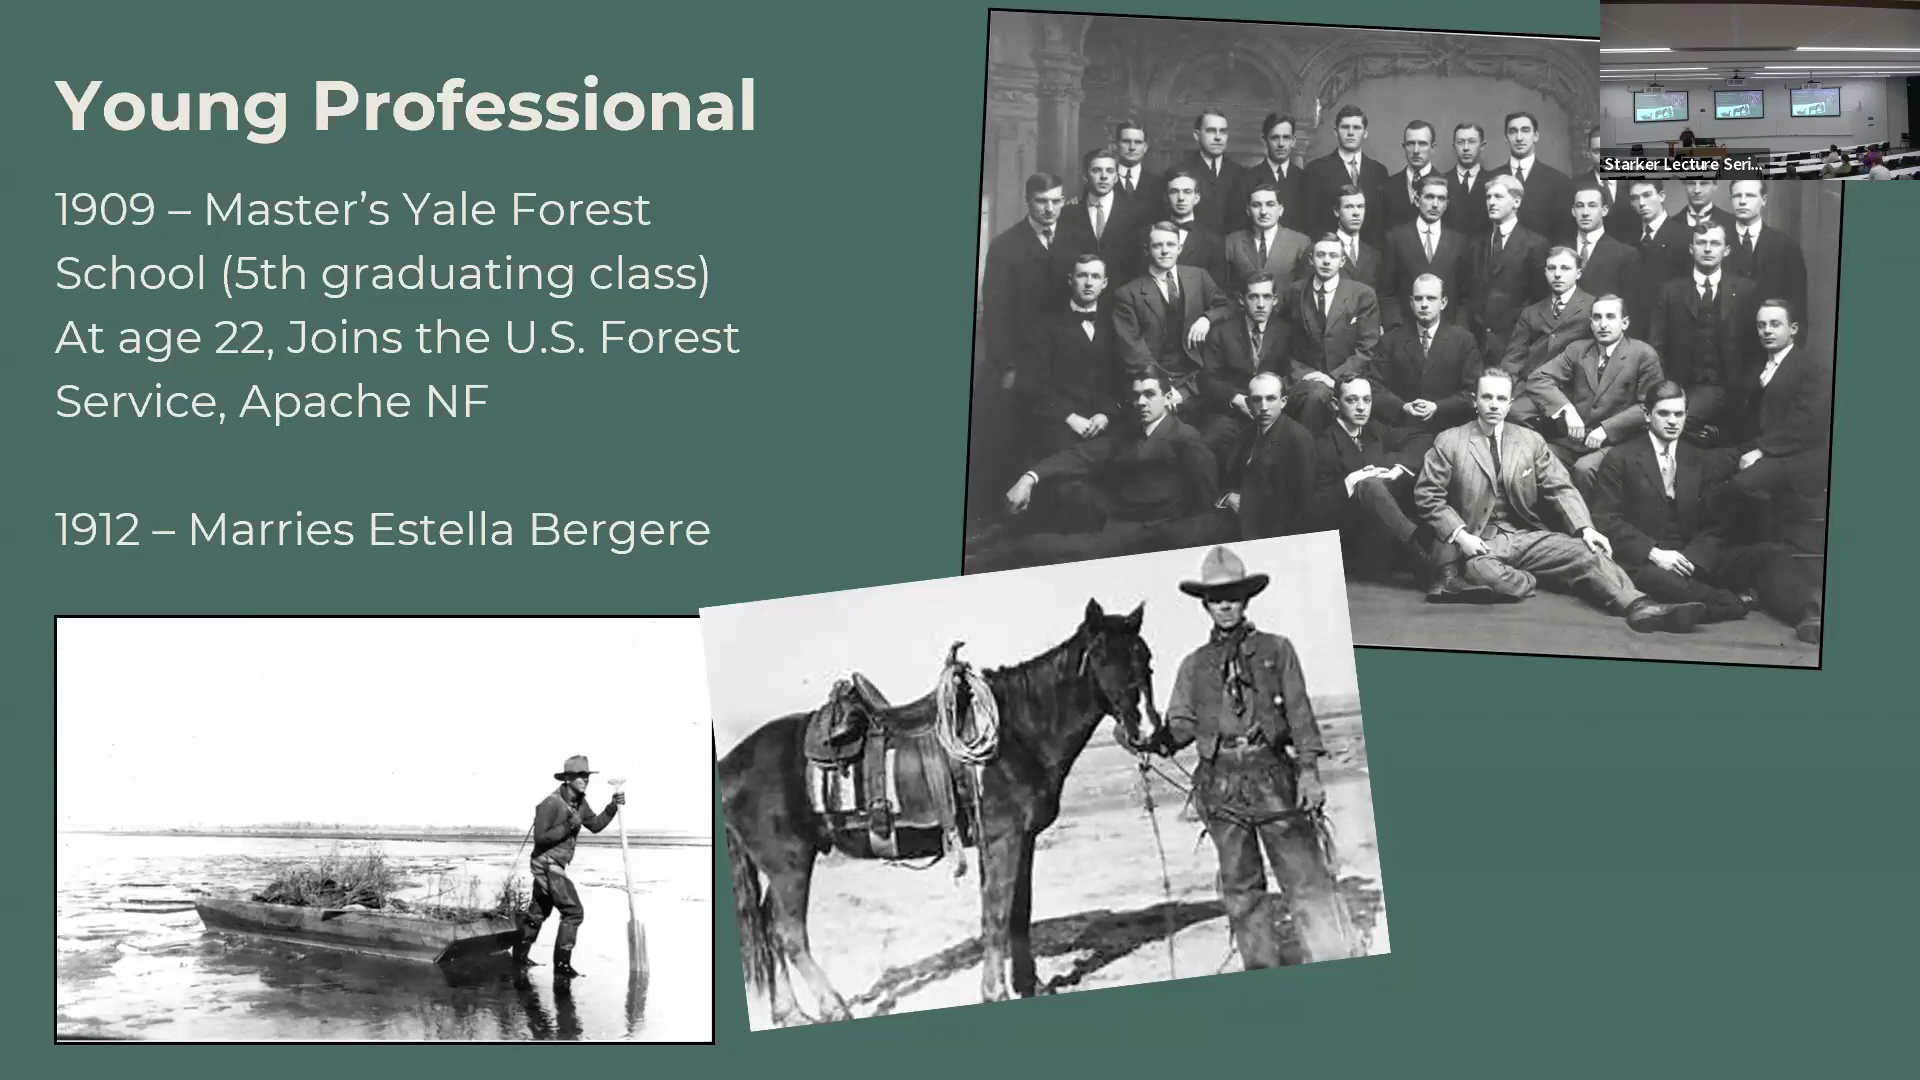 Young Professional
1909 – Master’s Yale Forest
School (5th graduating class)
At age 22, Joins the U.S. Forest
Service, Apache NF
1912 – Marries Estella Bergere
Starker Lecture Seri...